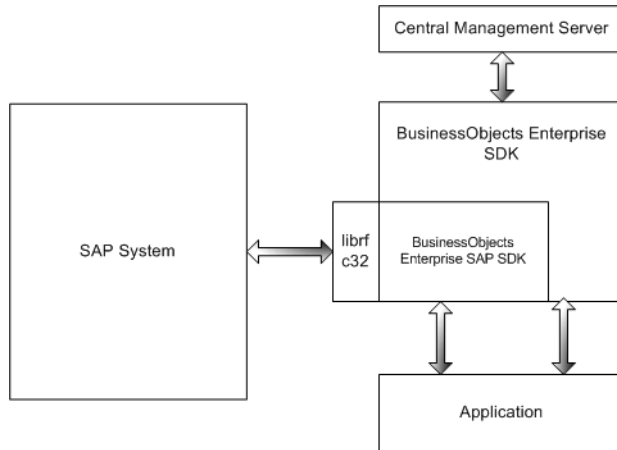 Central Management Server
BusinessObjects Enterprise
SDK
SAP System
librf
c32
BusinessObjects
Enterprise SAP SDK
Application